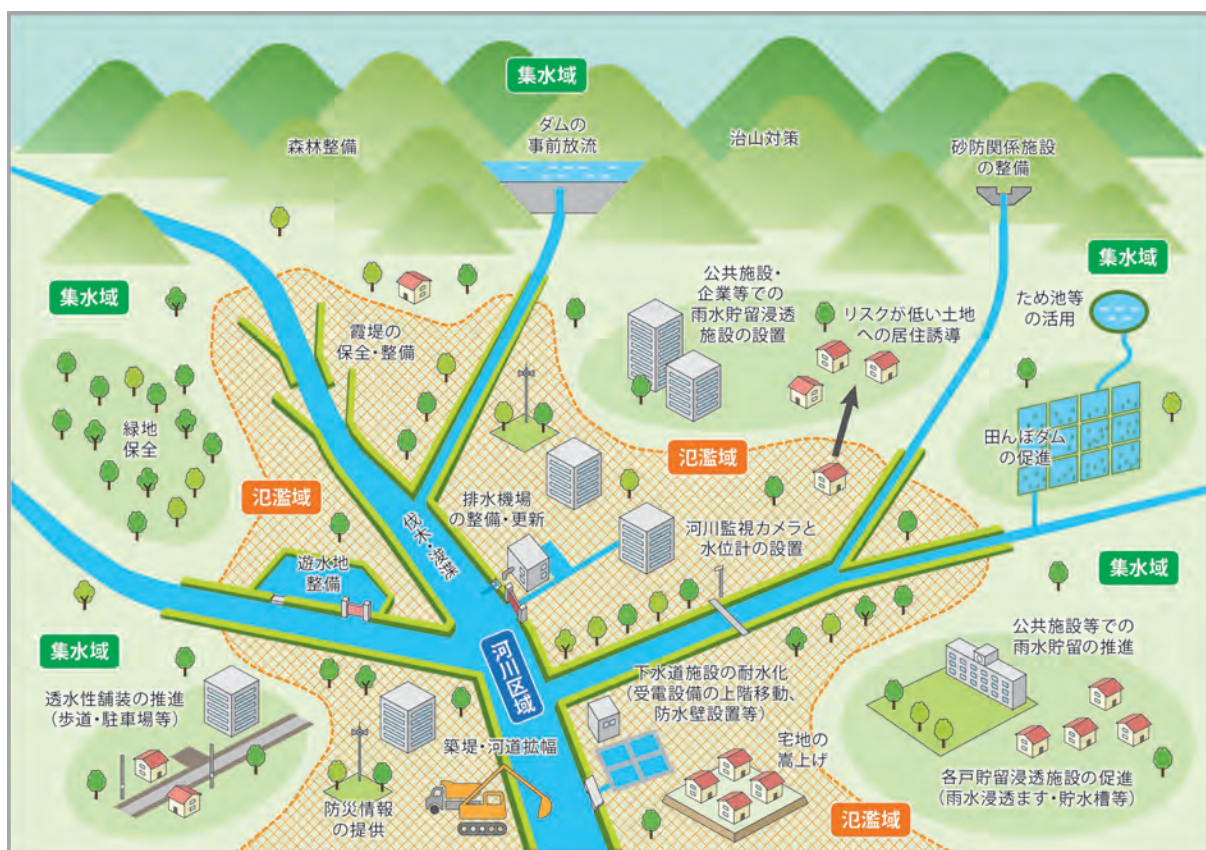 集水域
森林整備
ダムの
事前放流
治山対策
砂防関係施設
の整備
集水域
霞堤の
保全・整備
公共施設・
企業等での
雨水貯留浸透
施設の設置
リスクが低い土地
への居住誘導
集水域
ため池等
の活用
緑地
保全
田んぼダム
の促進
氾濫域
氾濫域
伐木・浚渫
排水機場
の整備・更新
河川監視カメラと
水位計の設置
遊水地
整備
集水域
集水域
河川区域
公共施設等での
雨水貯留の推進
透水性舗装の推進
（歩道・駐車場等）
下水道施設の耐水化
（受電設備の上階移動、
防水壁設置等）
築堤・河道拡幅
宅地の
嵩上げ
防災情報
の提供
各戸貯留浸透施設の促進
（雨水浸透ます・貯水槽等）
氾濫域